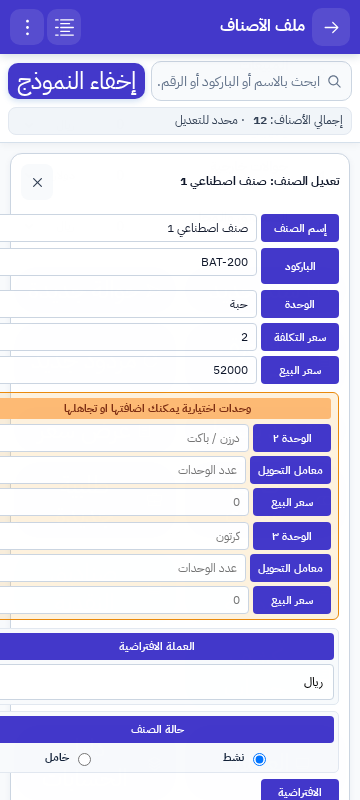 ملف الأصناف
ابحث بالاسم أو الباركود أو الرقم.
إخفاء النموذج
إجمالي الأصناف: 12 · محدد للتعديل
تعديل الصنف: صنف اصطناعي 1
إسم الصنف
صنف اصطناعي 1
الباركود
BAT-200
الوحدة
حبة
سعر التكلفة
2
سعر البيع
52000
وحدات اختيارية يمكنك اضافتها او تجاهلها
الوحدة ٢
درزن / باكت
معامل التحويل
عدد الوحدات
سعر البيع
0
الوحدة ٣
كرتون
معامل التحويل
عدد الوحدات
سعر البيع
0
العملة الافتراضية
ريال
حالة الصنف
نشط
خامل
الافتراضية